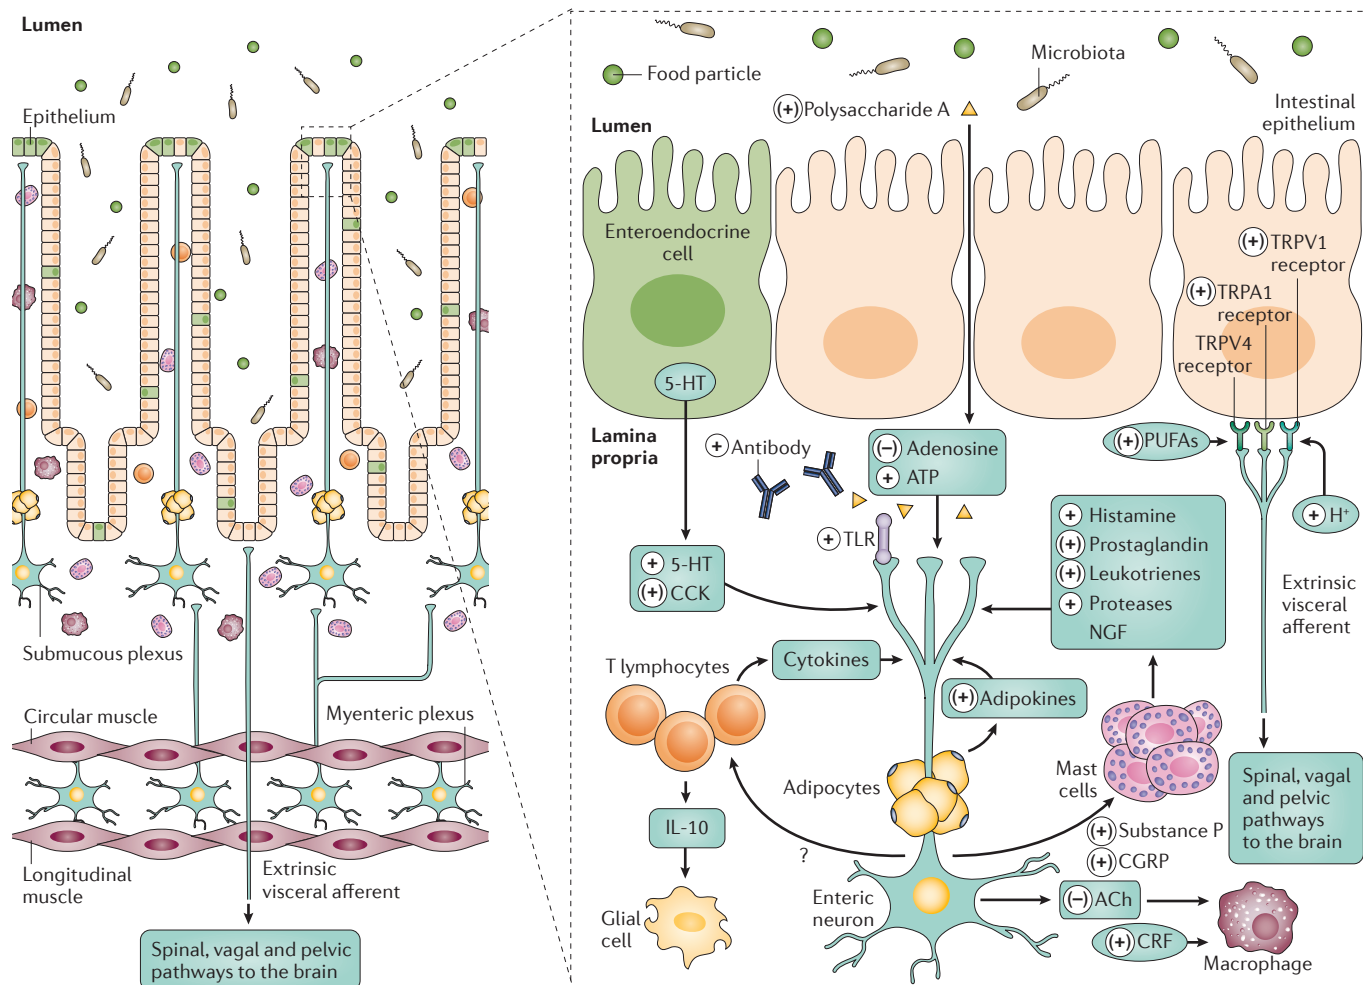 Lumen
Epithelium
Submucous plexus
Circular muscle
Myenteric plexus
Longitudinal
muscle
Extrinsic
visceral afferent
Spinal, vagal and pelvic
pathways to the brain
Food particle
Microbiota
(+) Polysaccharide A
Lumen
Intestinal
epithelium
Enteroendocrine
cell
5-HT
(+) TRPV1
receptor
(+) TRPA1
receptor
TRPV4
receptor
Lamina
propria
+ Antibody
(–) Adenosine
+ ATP
(+) PUFAs
+ H⁺
+ TLR
+ 5-HT
(+) CCK
+ Histamine
(+) Prostaglandin
(+) Leukotrienes
+ Proteases
NGF
Extrinsic
visceral
afferent
T lymphocytes
Cytokines
(+) Adipokines
Adipocytes
Mast
cells
Spinal, vagal
and pelvic
pathways
to the brain
IL-10
?
(+) Substance P
(+) CGRP
Glial
cell
Enteric
neuron
(–) ACh
(+) CRF
Macrophage